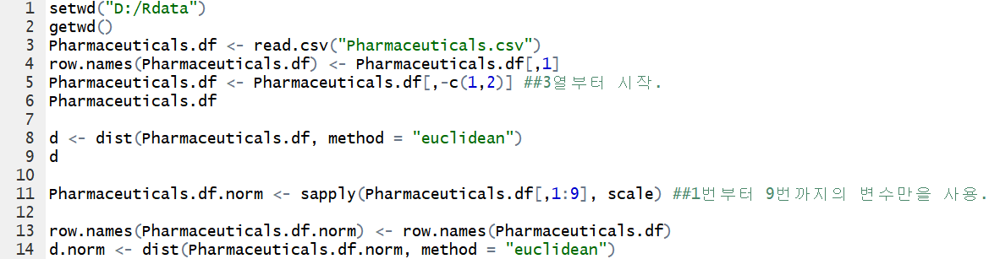 1 setwd("D:/Rdata")
2 getwd()
3 Pharmaceuticals.df <- read.csv("Pharmaceuticals.csv")
4 row.names(Pharmaceuticals.df) <- Pharmaceuticals.df[,1]
5 Pharmaceuticals.df <- Pharmaceuticals.df[,-c(1,2)] ##3열부터 시작.
6 Pharmaceuticals.df
7
8 d <- dist(Pharmaceuticals.df, method = "euclidean")
9 d
10
11 Pharmaceuticals.df.norm <- sapply(Pharmaceuticals.df[,1:9], scale) ##1번부터 9번까지의 변수만을 사용.
12
13 row.names(Pharmaceuticals.df.norm) <- row.names(Pharmaceuticals.df)
14 d.norm <- dist(Pharmaceuticals.df.norm, method = "euclidean")